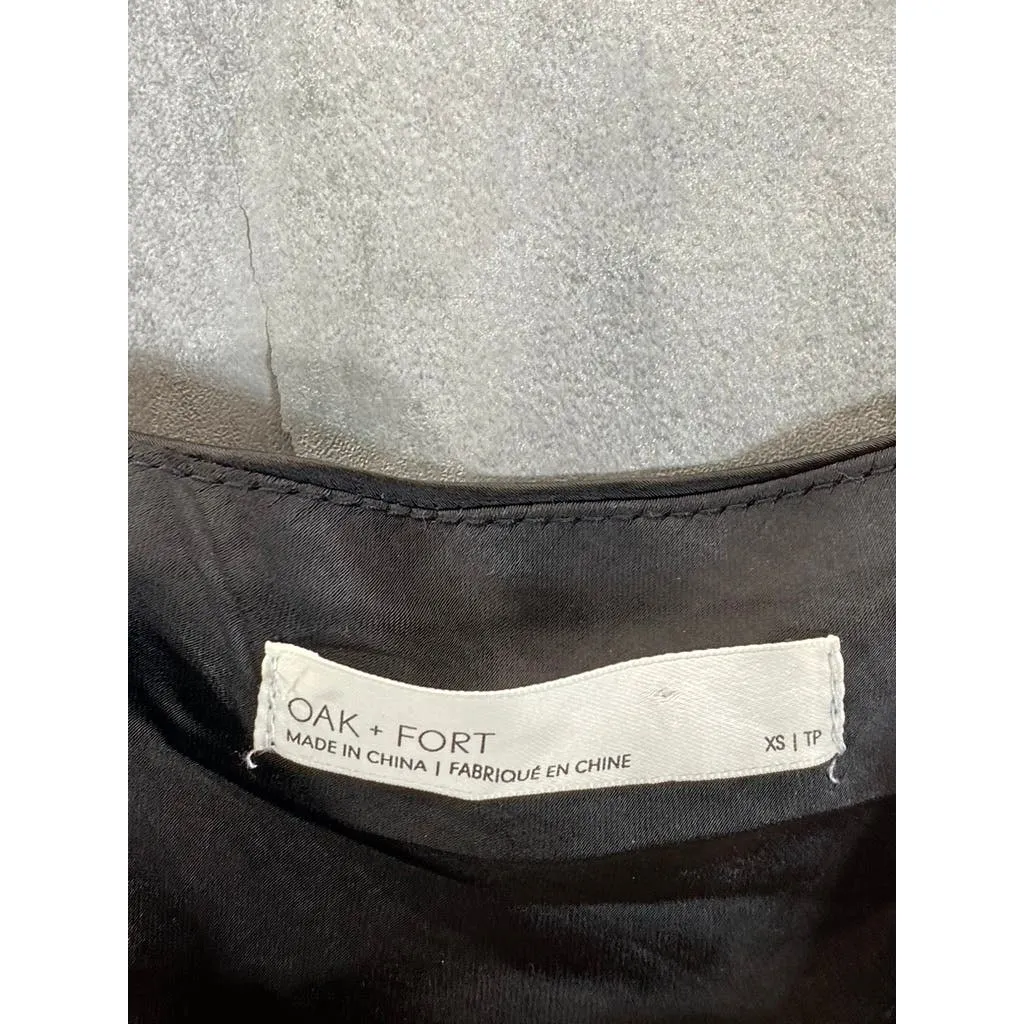 OAK + FORT
MADE IN CHINA | FABRIQUÉ EN CHINE
XS | TP